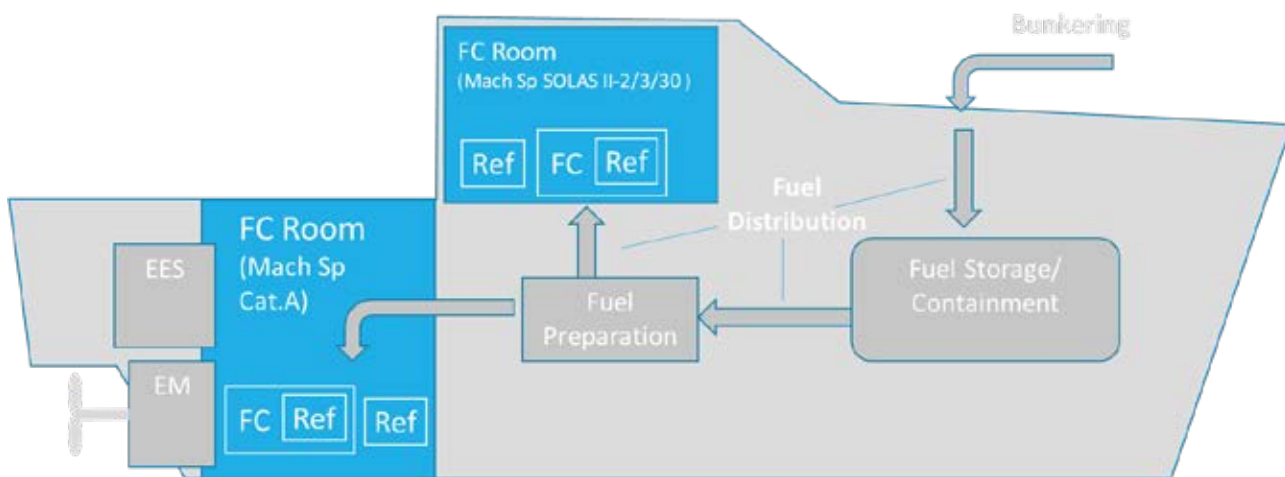 Bunkering
FC Room
(Mach Sp SOLAS II-2/3/30 )
Ref
FC
Ref
Fuel
Distribution
FC Room
(Mach Sp
Cat.A)
EES
Fuel
Preparation
Fuel Storage/
Containment
EM
FC
Ref
Ref